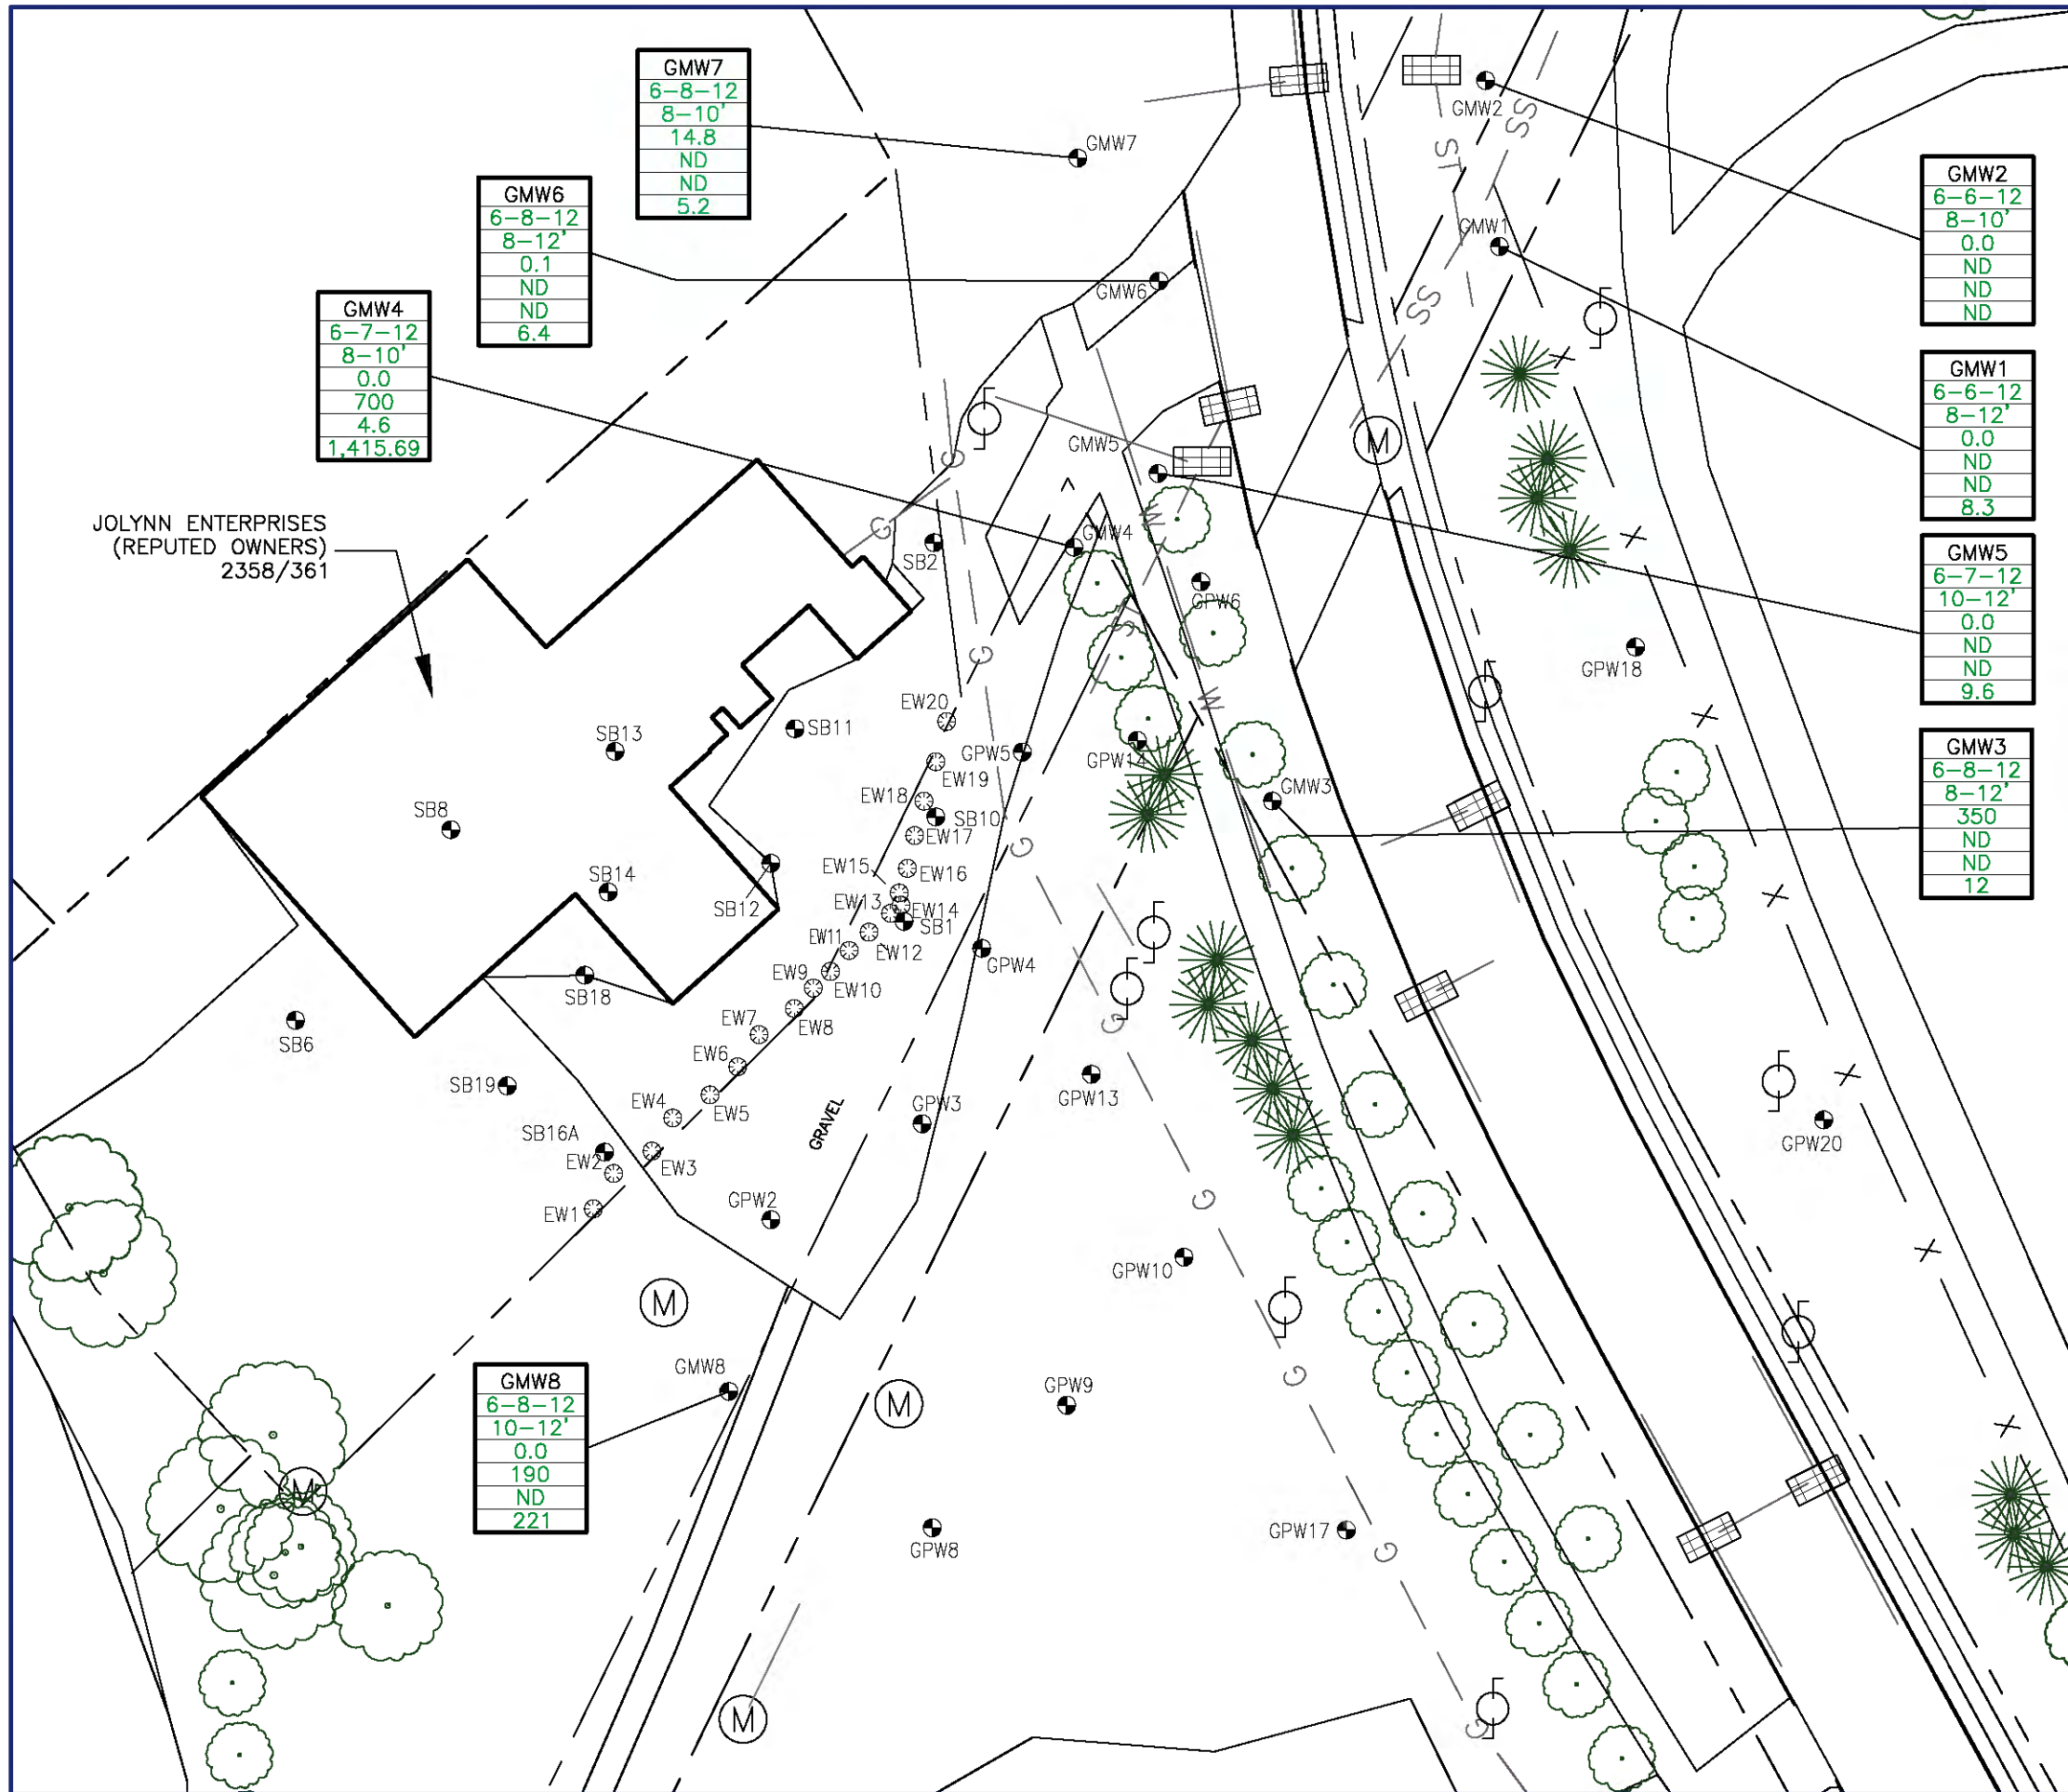 GMW7
6-8-12
8-10'
14.8
ND
ND
5.2
GMW6
6-8-12
8-12'
0.1
ND
ND
6.4
GMW4
6-7-12
8-10'
0.0
700
4.6
1,415.69
GMW2
6-6-12
8-10'
0.0
ND
ND
ND
GMW1
6-6-12
8-12'
0.0
ND
ND
8.3
GMW5
6-7-12
10-12'
0.0
ND
ND
9.6
GMW3
6-8-12
8-12'
350
ND
ND
12
GMW8
6-8-12
10-12'
0.0
190
ND
221
JOLYNN ENTERPRISES
(REPUTED OWNERS)
2358/361
GMW7
GMW2
SS
ST
GMW1
GMW6
SS
M
GMW5
G
G
W
GMW4
SB2
GPW6
ST
G
GPW18
W
EW20
SB11
SB13
GPW5
GPW14
EW19
EW18
GMW3
SB10
SB8
EW17
G
EW15
EW16
SB14
EW13
EW14
SB12
SB1
EW11
EW12
GPW4
EW9
EW10
SB18
EW8
EW7
G
SB6
EW6
GPW13
SB19
EW5
EW4
GPW3
GPW20
GRAVEL
SB16A
EW2
EW3
GPW2
EW1
G
GPW10
M
GMW8
G
GPW9
M
M
GPW8
GPW17
G
M
G